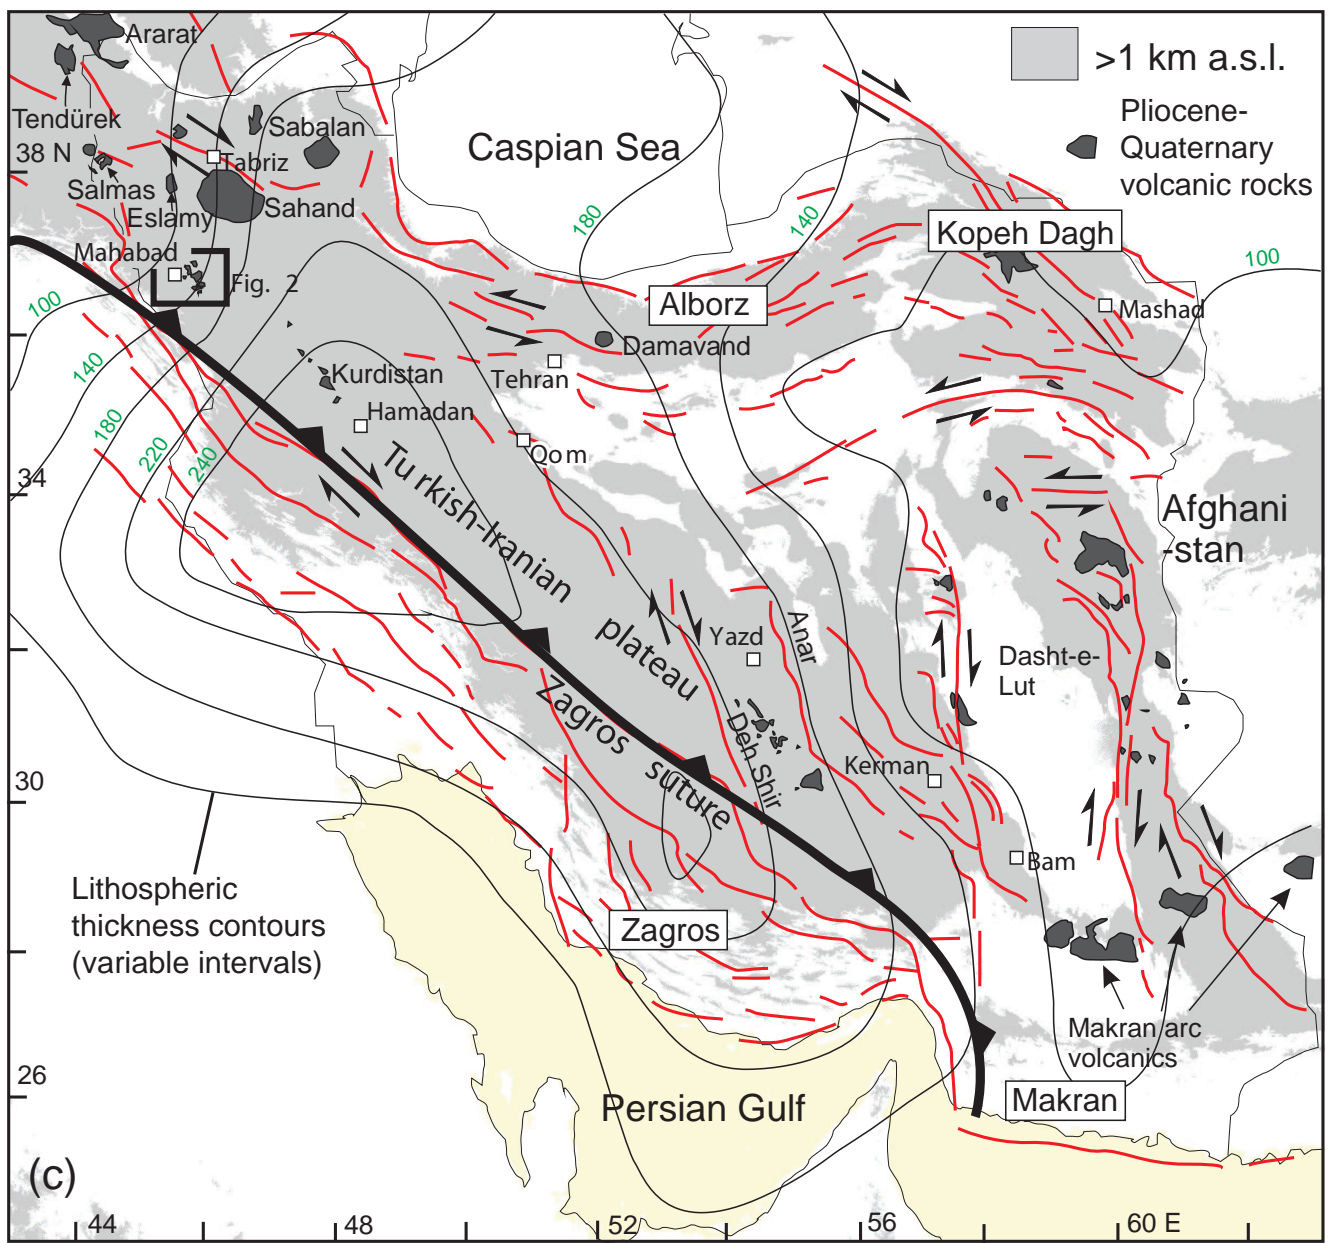 Ararat
>1 km a.s.l.
Pliocene-
Quaternary
volcanic rocks
Tendürek
38 N
Sabalan
Caspian Sea
Tabriz
Salmas
Eslamy
Sahand
Mahabad
Fig. 2
180
140
Kopeh Dagh
100
100
Alborz
Mashad
Damavand
140
Kurdistan
Tehran
Hamadan
180
220
240
Qom
34
Turkish-Iranian
plateau
Afghani
-stan
Yazd
Anar
Dasht-e-
Lut
Zagros suture
Deh Shir
Kerman
30
Bam
Lithospheric
thickness contours
(variable intervals)
Zagros
Makran arc
volcanics
26
Persian Gulf
Makran
(c)
44
48
52
56
60 E